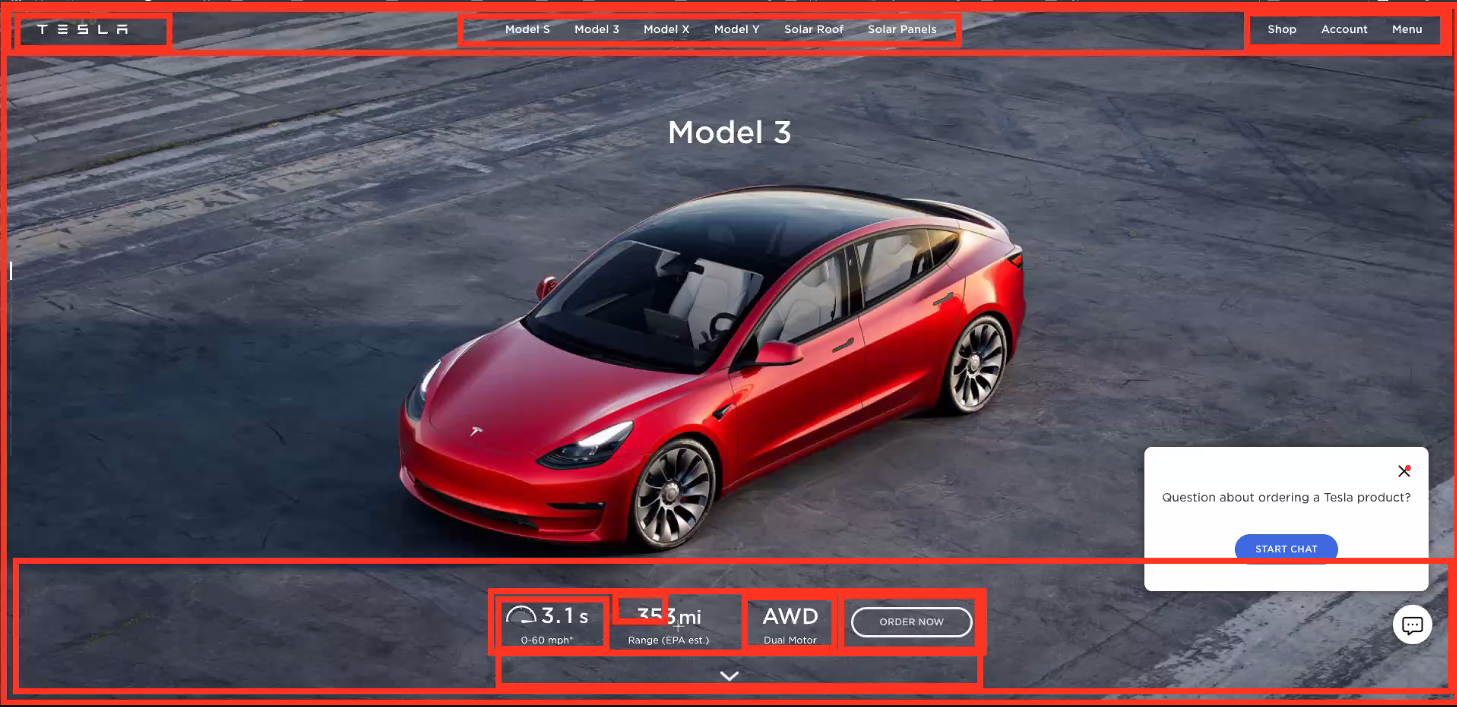 TESLA
Model S Model 3 Model X Model Y Solar Roof Solar Panels
Shop Account Menu
Model 3
Question about ordering a Tesla product?
START CHAT
3.1 s
0-60 mph*
353mi
Range (EPA est.)
AWD
Dual Motor
ORDER NOW